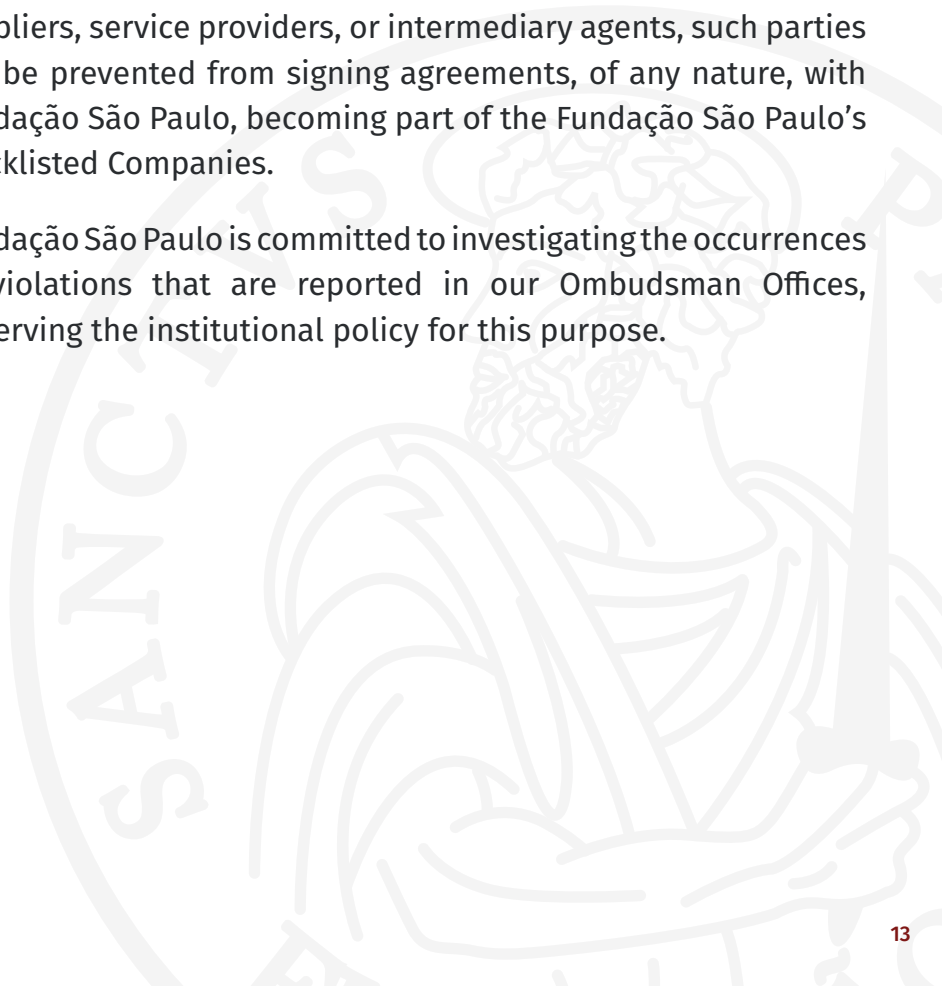 pliers, service providers, or intermediary agents, such parties
be prevented from signing agreements, of any nature, with
dação São Paulo, becoming part of the Fundação São Paulo’s
cklisted Companies.
dação São Paulo is committed to investigating the occurrences
violations that are reported in our Ombudsman Offices,
erving the institutional policy for this purpose.
SANCTVS P
13